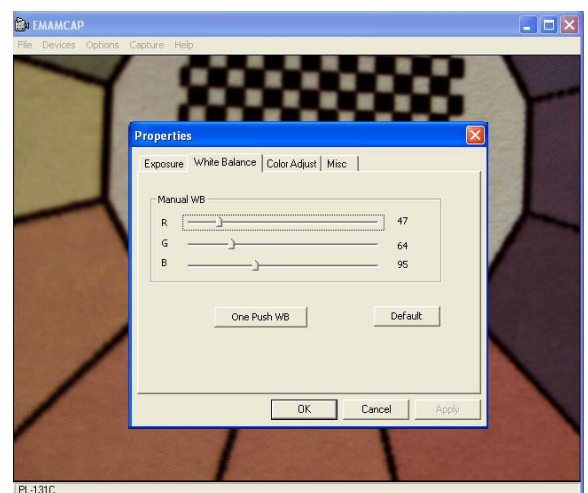 EMAMCAP
File Devices Options Capture Help
Properties
Exposure White Balance Color Adjust Misc
Manual WB
R 47
G 64
B 95
One Push WB Default
OK Cancel Apply
PL-131C